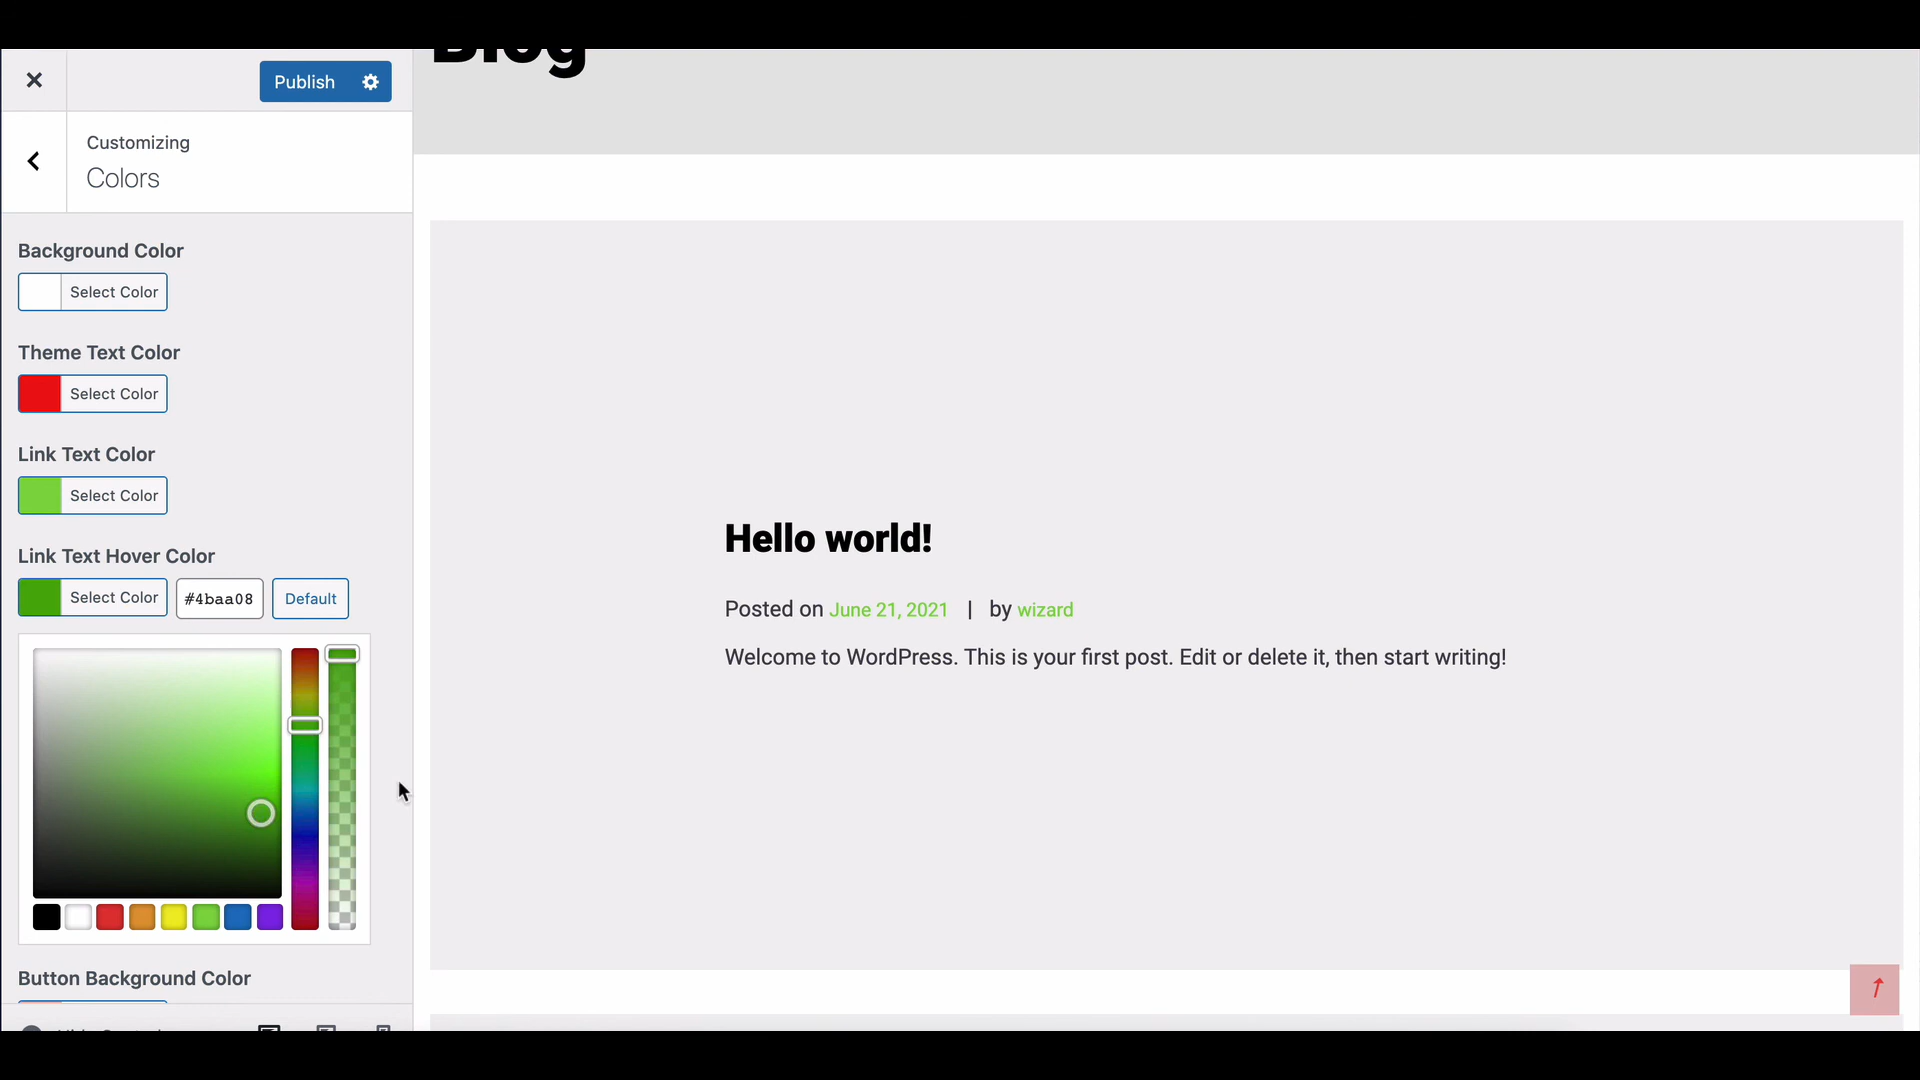 Blog
Publish
Customizing
Colors
Background Color
Select Color
Theme Text Color
Select Color
Link Text Color
Select Color
Link Text Hover Color
Select Color
#4baa08
Default
Button Background Color
Hello world!
Posted on June 21, 2021 | by wizard
Welcome to WordPress. This is your first post. Edit or delete it, then start writing!